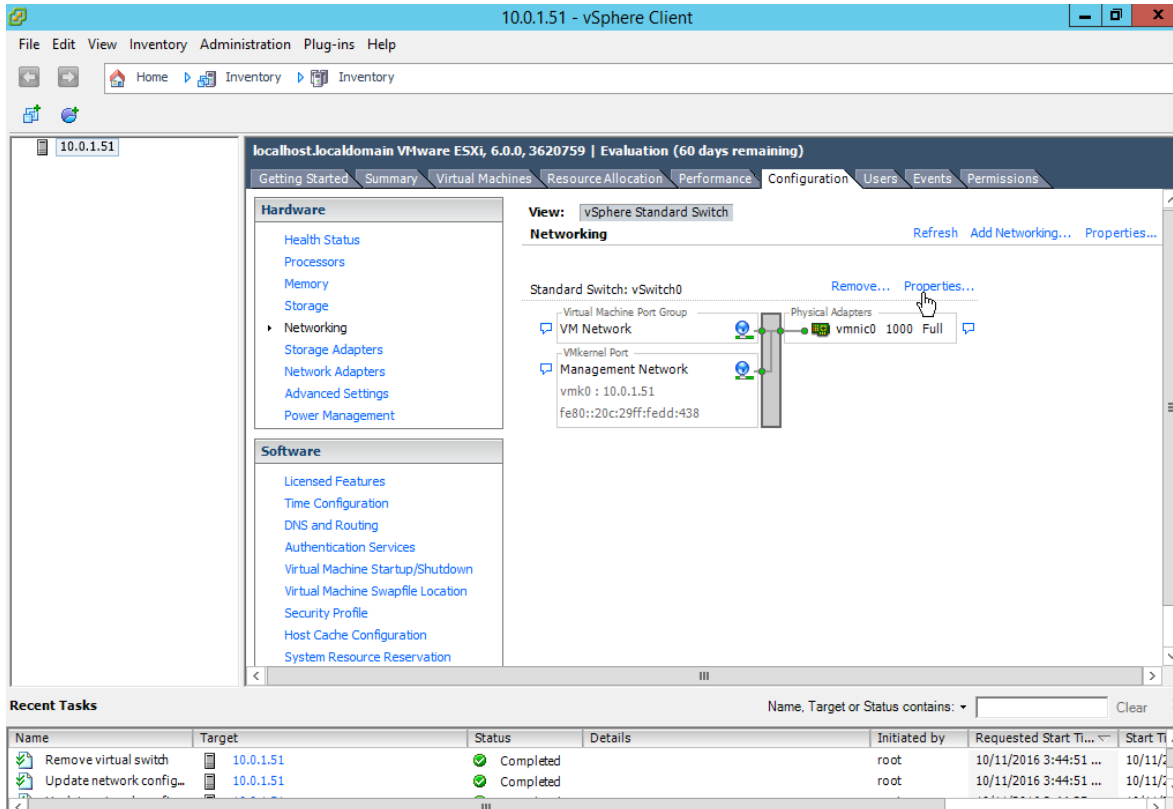 10.0.1.51 - vSphere Client
File Edit View Inventory Administration Plug-ins Help
Home Inventory Inventory
10.0.1.51
localhost.localdomain VMware ESXi, 6.0.0, 3620759 | Evaluation (60 days remaining)
Getting Started Summary Virtual Machines Resource Allocation Performance Configuration Users Events Permissions
Hardware
Health Status
Processors
Memory
Storage
Networking
Storage Adapters
Network Adapters
Advanced Settings
Power Management
Software
Licensed Features
Time Configuration
DNS and Routing
Authentication Services
Virtual Machine Startup/Shutdown
Virtual Machine Swapfile Location
Security Profile
Host Cache Configuration
System Resource Reservation
View: vSphere Standard Switch
Networking
Refresh Add Networking... Properties...
Standard Switch: vSwitch0 Remove... Properties...
Virtual Machine Port Group
VM Network
Physical Adapters
vmnic0 1000 Full
VMkernel Port
Management Network
vmk0 : 10.0.1.51
fe80::20c:29ff:fedd:438
Recent Tasks Name, Target or Status contains: Clear
Name Target Status Details Initiated by Requested Start Ti... Start Ti
Remove virtual switch 10.0.1.51 Completed root 10/11/2016 3:44:51 ... 10/11/2
Update network config... 10.0.1.51 Completed root 10/11/2016 3:44:51 ... 10/11/2